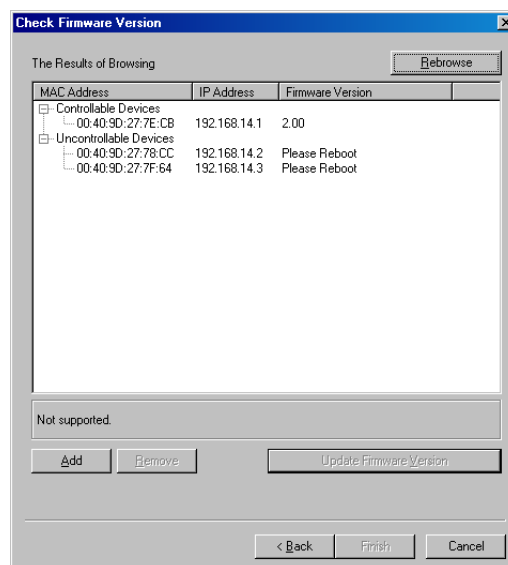 Check Firmware Version
The Results of Browsing
Rebrowse
MAC Address IP Address Firmware Version
Controllable Devices
00:40:9D:27:7E:CB 192.168.14.1 2.00
Uncontrollable Devices
00:40:9D:27:78:CC 192.168.14.2 Please Reboot
00:40:9D:27:7F:64 192.168.14.3 Please Reboot
Not supported.
Add Remove Update Firmware Version
< Back Finish Cancel